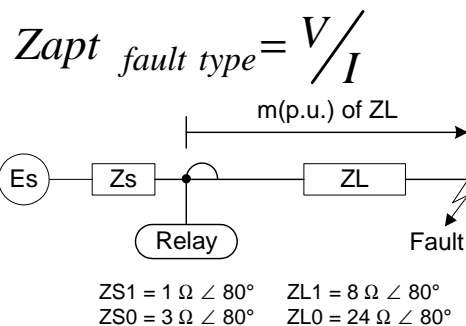 Zapt fault type = V/I
m(p.u.) of ZL
Es Zs ZL
Relay Fault
ZS1 = 1 Ω ∠ 80° ZL1 = 8 Ω ∠ 80°
ZS0 = 3 Ω ∠ 80° ZL0 = 24 Ω ∠ 80°